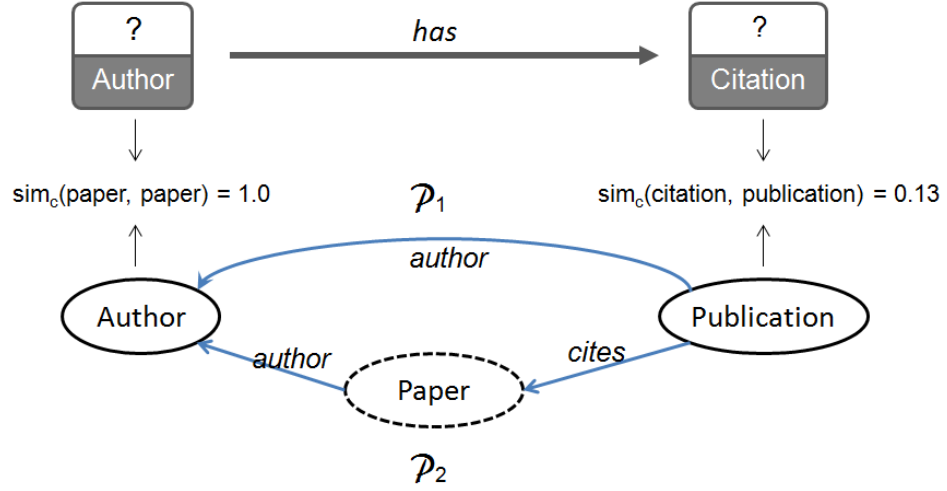 ?
has
?
Author
Citation
sim_c(paper, paper) = 1.0
sim_c(citation, publication) = 0.13
𝒫1
author
Author
Publication
author
cites
Paper
𝒫2